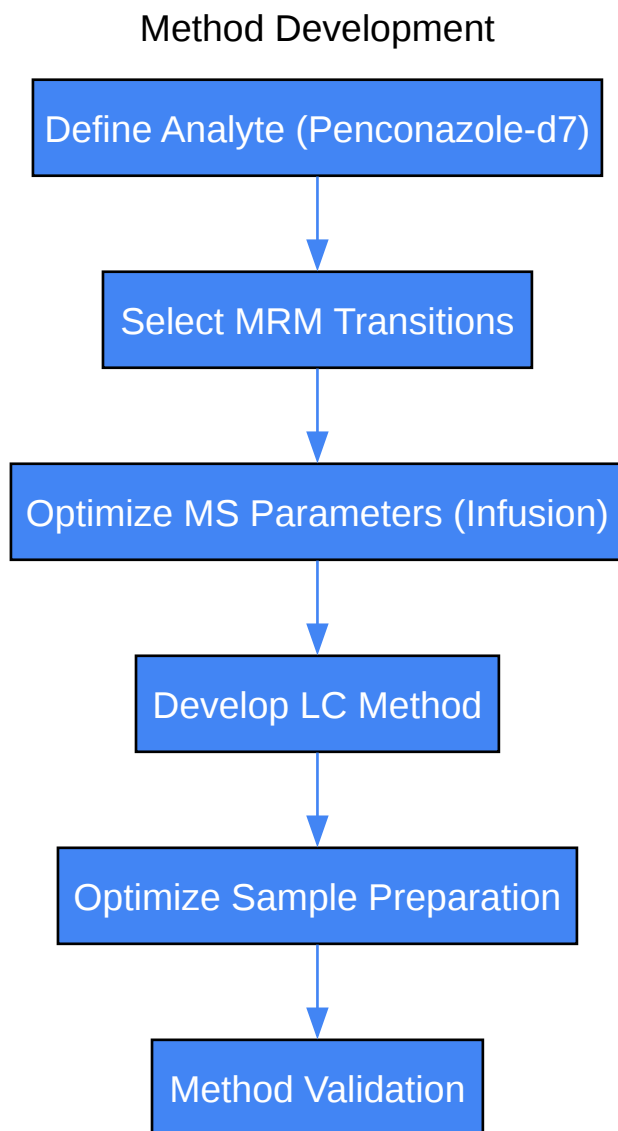 Method Development
Define Analyte (Penconazole-d7)
Select MRM Transitions
Optimize MS Parameters (Infusion)
Develop LC Method
Optimize Sample Preparation
Method Validation